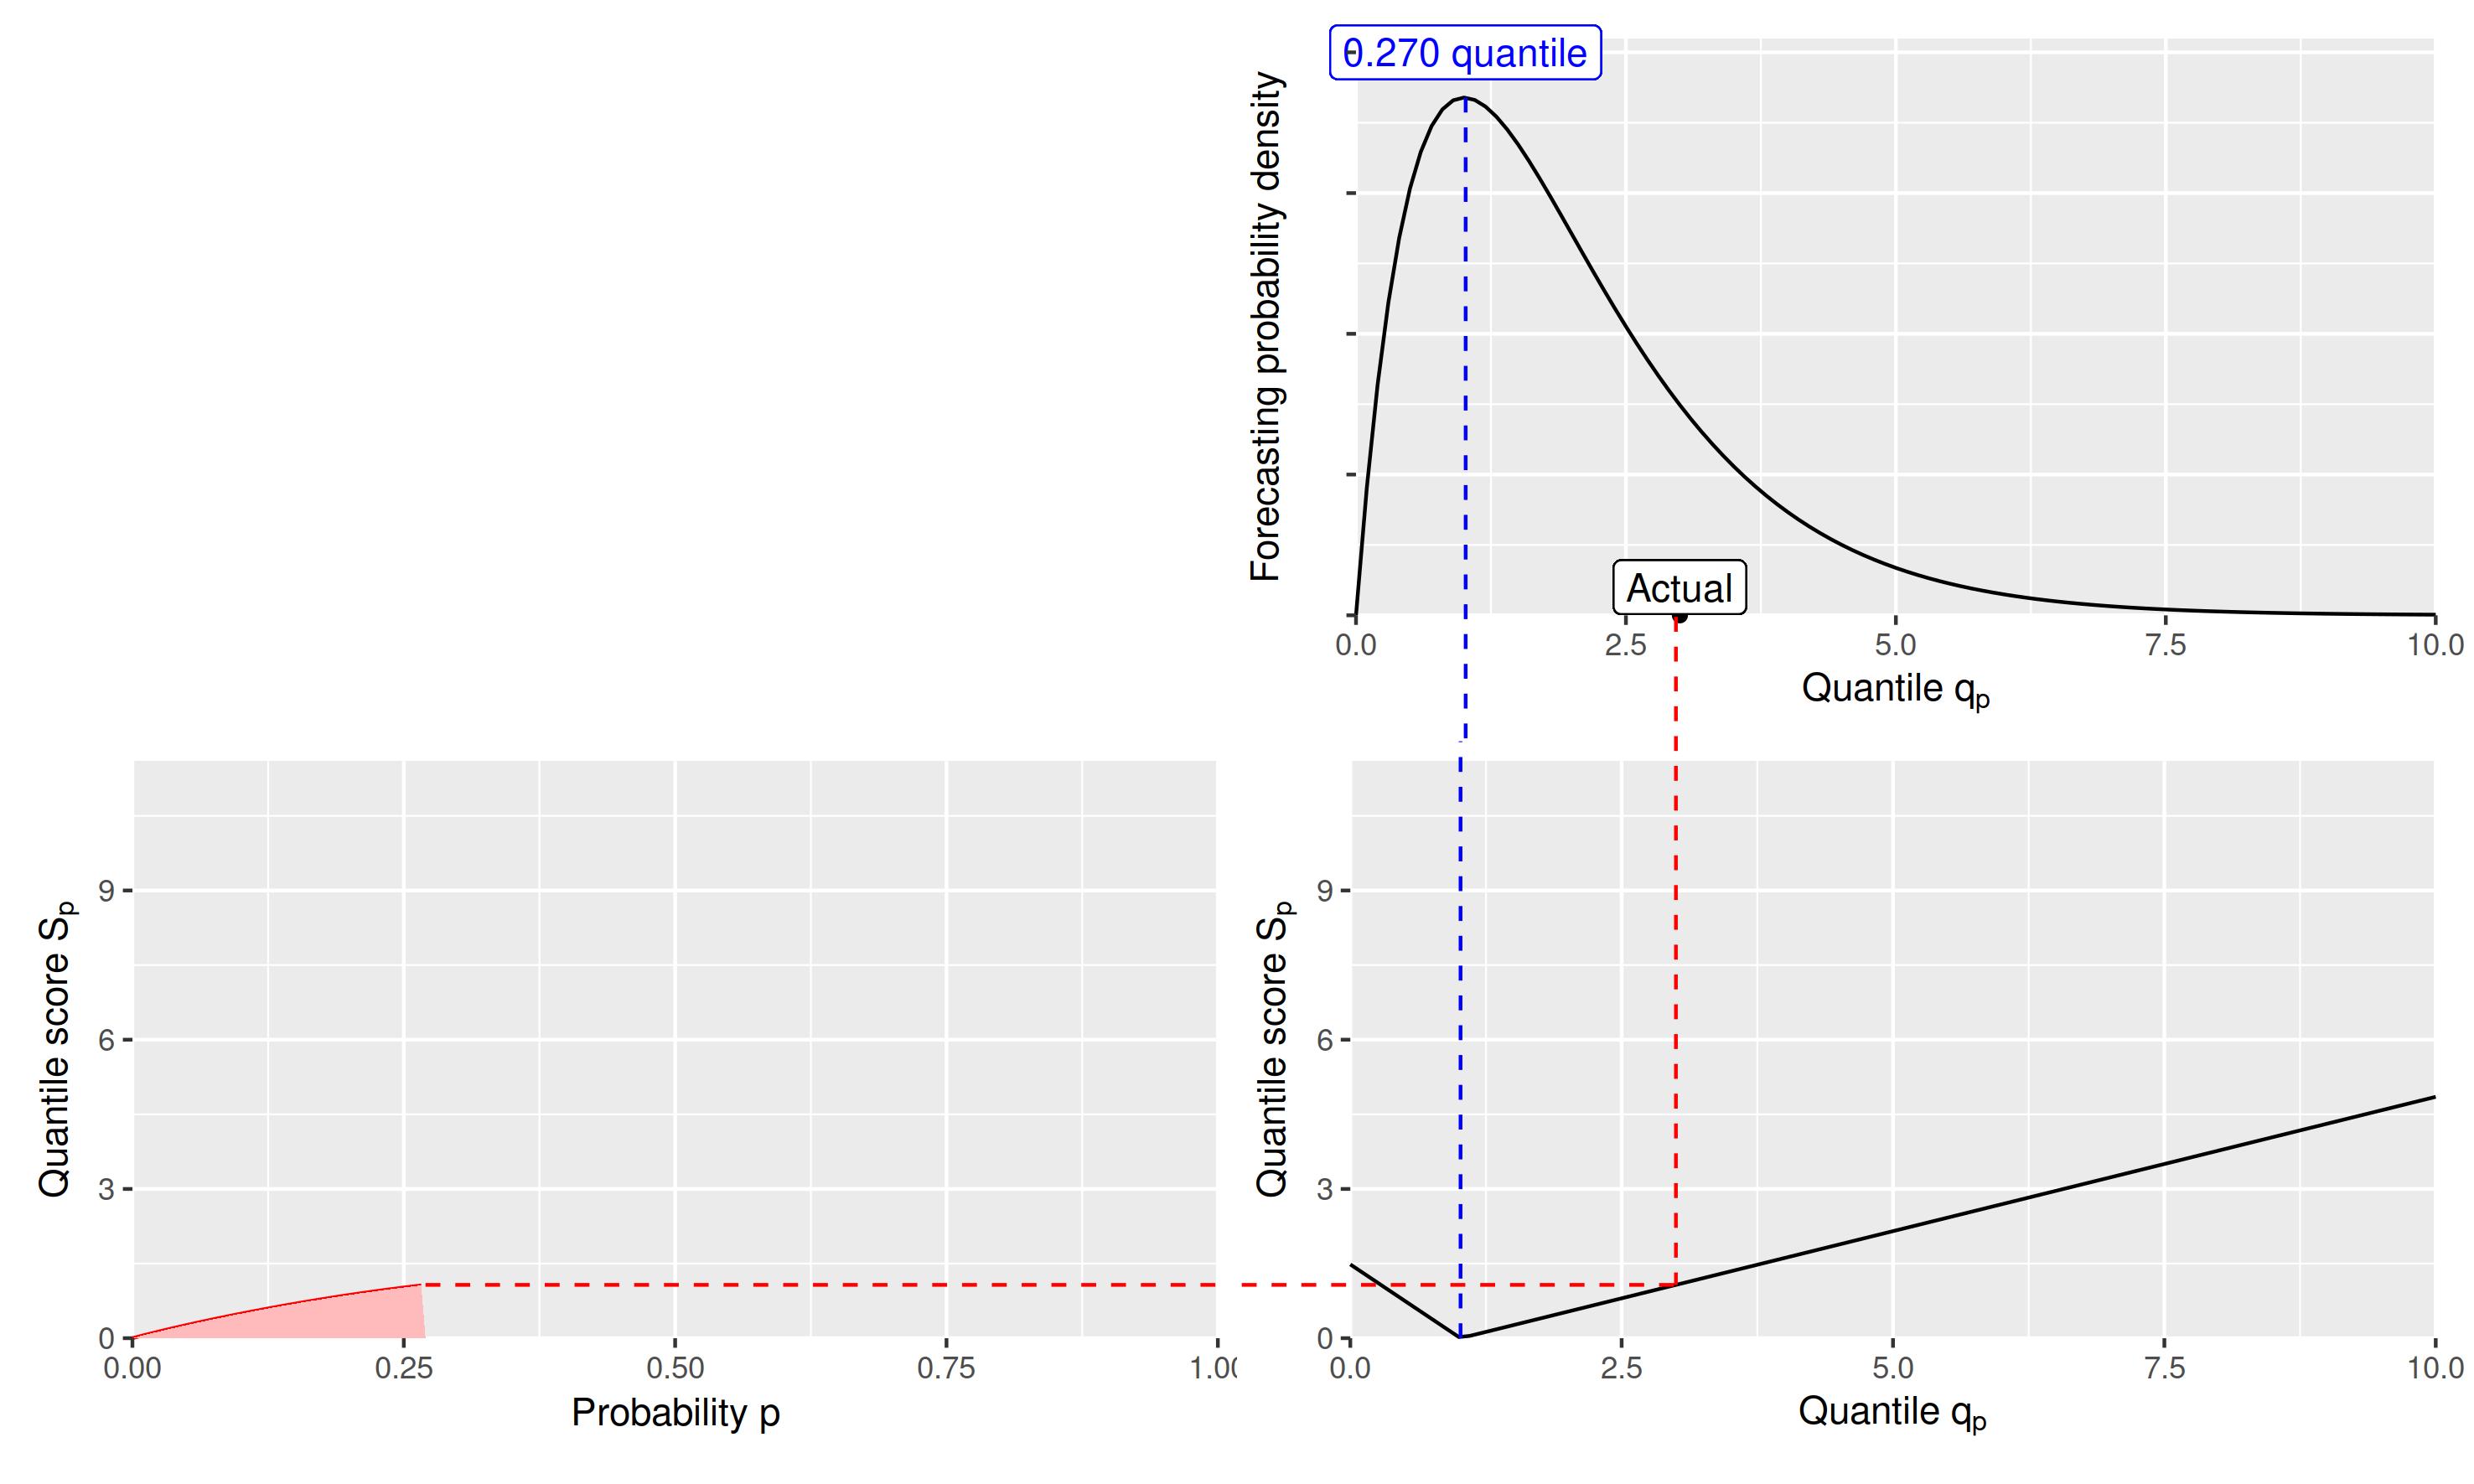 0.270 quantile
Forecasting probability density
Actual
0.0 2.5 5.0 7.5 10.0
Quantile qp
Quantile score Sp
9
6
3
0
0.00 0.25 0.50 0.75 1.0
Probability p
Quantile score Sp
9
6
3
0
0.0 2.5 5.0 7.5 10.0
Quantile qp